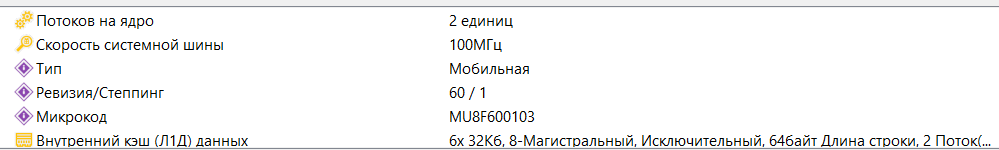 Потоков на ядро 2 единиц
Скорость системной шины 100МГц
Тип Мобильная
Ревизия/Степпинг 60 / 1
Микрокод MU8F600103
Внутренний кэш (Л1Д) данных 6x 32Кб, 8-Магистральный, Исключительный, 64байт Длина строки, 2 Поток(...